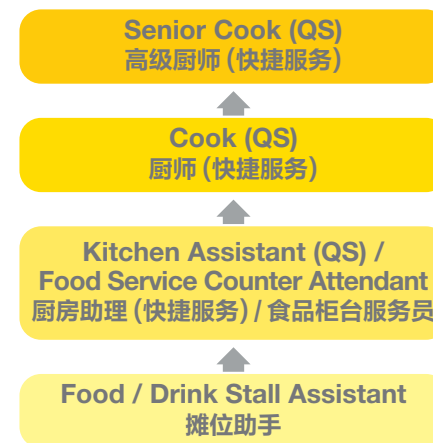 Senior Cook (QS)
高级厨师 (快捷服务)
Cook (QS)
厨师 (快捷服务)
Kitchen Assistant (QS) /
Food Service Counter Attendant
厨房助理 (快捷服务) / 食品柜台服务员
Food / Drink Stall Assistant
摊位助手